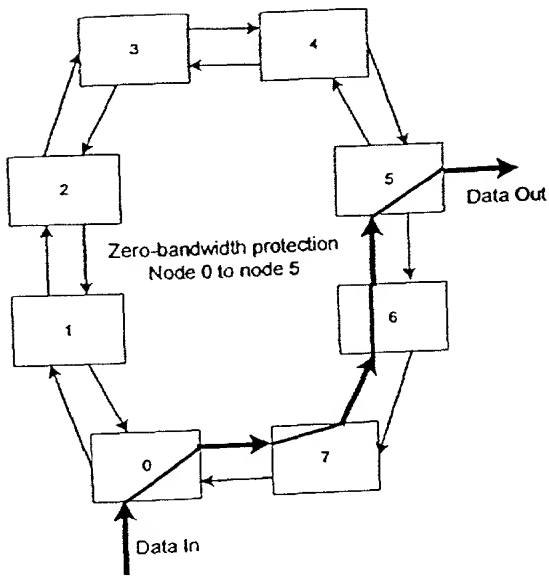 3
4
2
5
Data Out
Zero-bandwidth protection
Node 0 to node 5
1
6
0
7
Data In